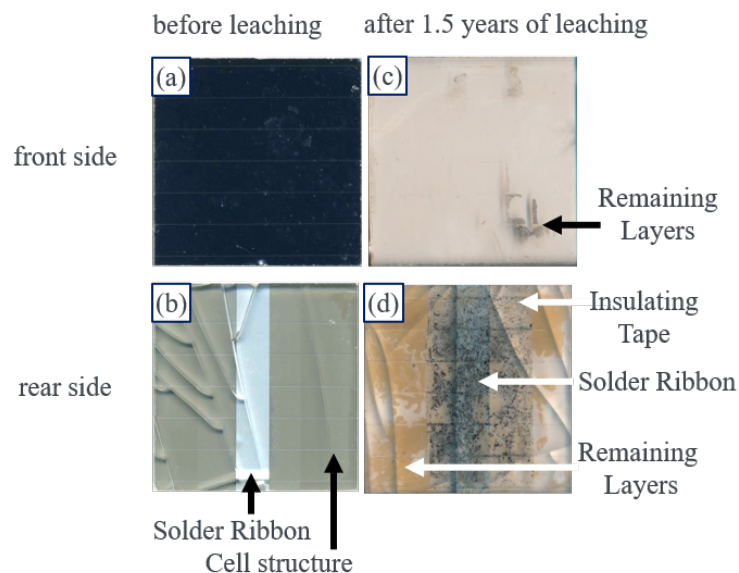 before leaching
after 1.5 years of leaching
(a)
(c)
front side
Remaining
Layers
(b)
(d)
Insulating
Tape
rear side
Solder Ribbon
Remaining
Layers
Solder Ribbon
Cell structure